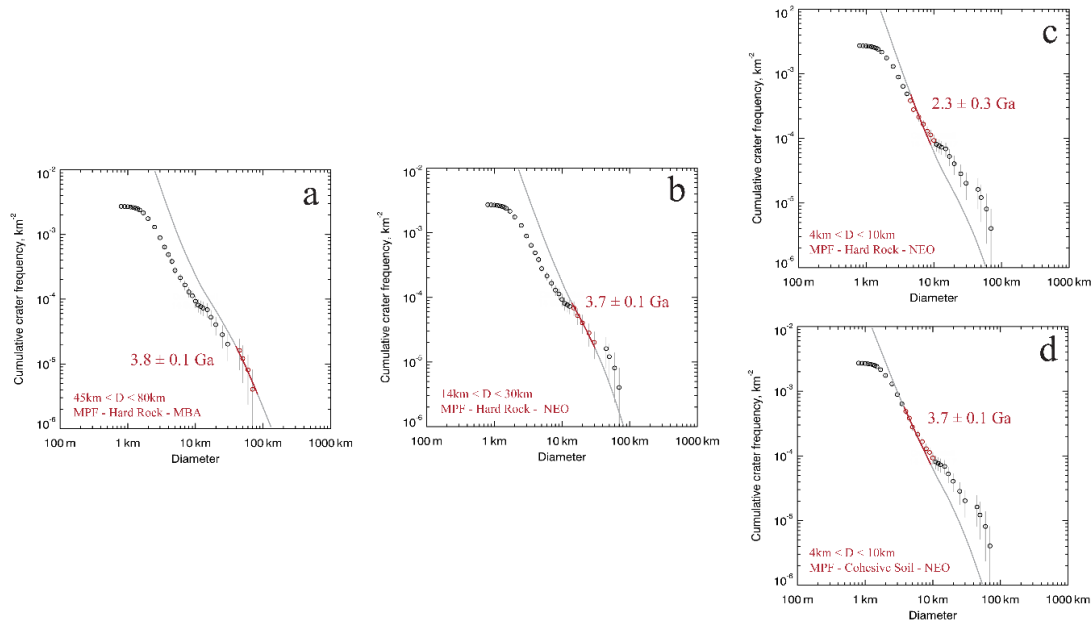 a
Cumulative crater frequency, km-2
10-2
10-3
10-4
10-5
10-6
3.8 ± 0.1 Ga
45km < D < 80km
MPF - Hard Rock - MBA
100 m 1 km 10 km 100 km 1000 km
Diameter
b
Cumulative crater frequency, km-2
10-2
10-3
10-4
10-5
10-6
3.7 ± 0.1 Ga
14km < D < 30km
MPF - Hard Rock - NEO
100 m 1 km 10 km 100 km 1000 km
Diameter
c
Cumulative crater frequency, km-2
10-2
10-3
10-4
10-5
10-6
2.3 ± 0.3 Ga
4km < D < 10km
MPF - Hard Rock - NEO
100 m 1 km 10 km 100 km 1000 km
Diameter
d
Cumulative crater frequency, km-2
10-2
10-3
10-4
10-5
10-6
3.7 ± 0.1 Ga
4km < D < 10km
MPF - Cohesive Soil - NEO
100 m 1 km 10 km 100 km 1000 km
Diameter